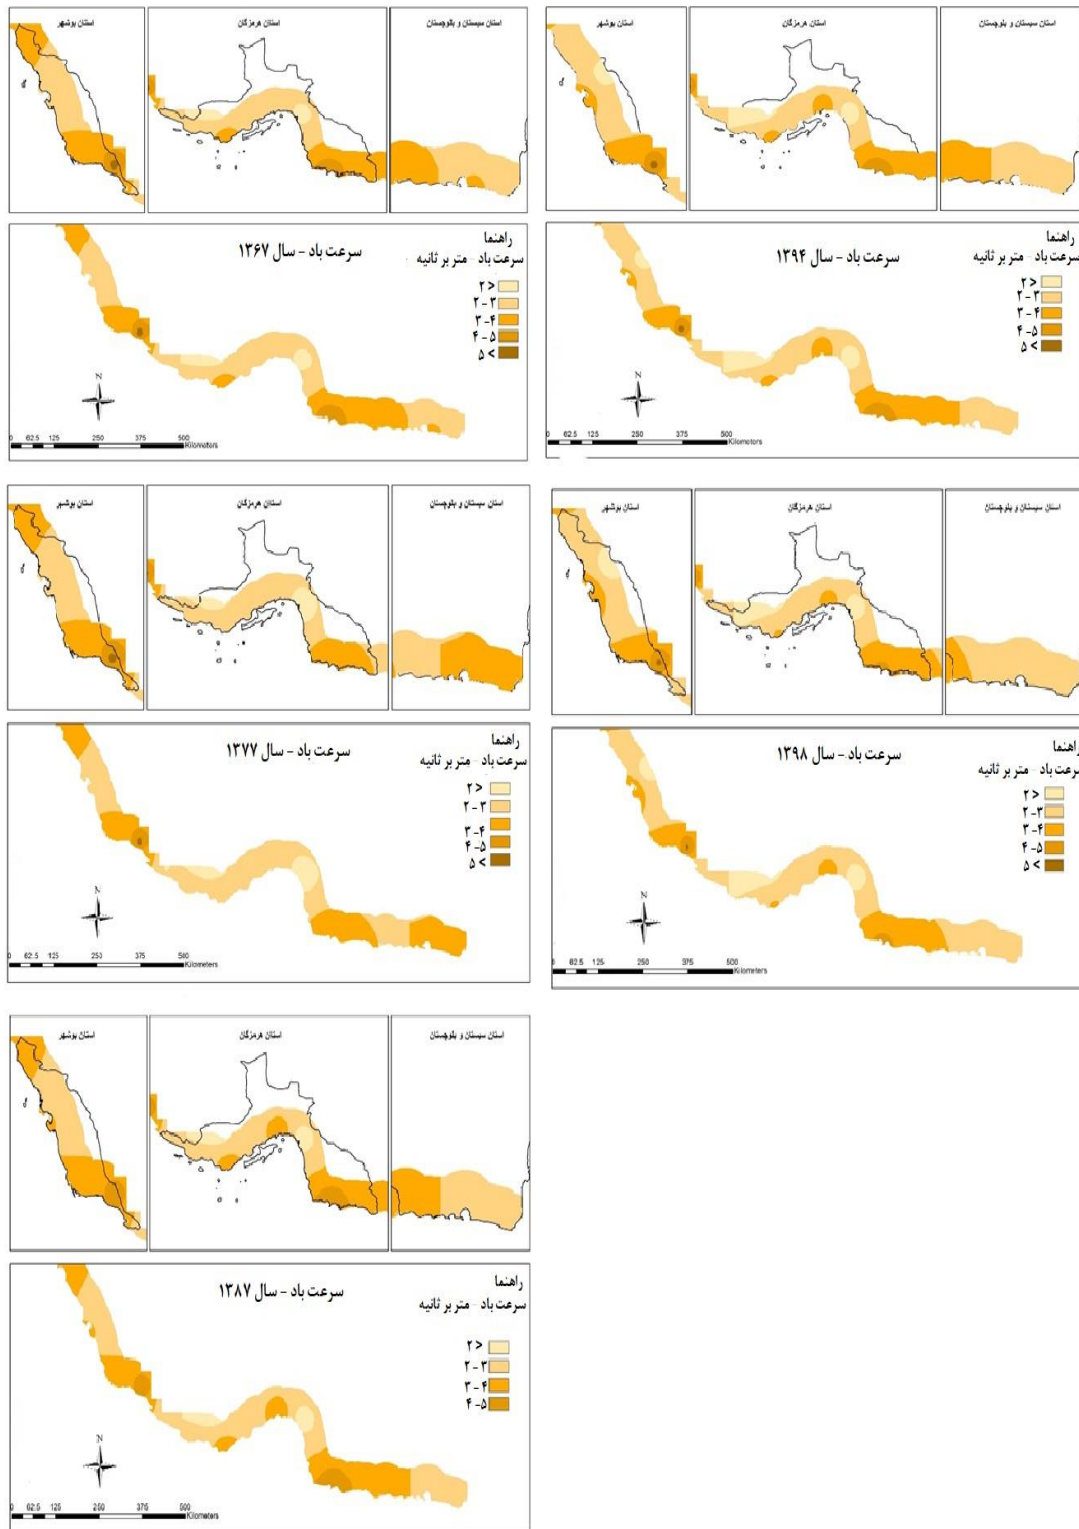 استان بوشهر
استان هرمزگان
استان سیستان و بلوچستان
سرعت باد - سال ۱۳۶۷
راهنما
سرعت باد - متر بر ثانیه
۲ >
۲ - ۳
۳ - ۴
۴ - ۵
۵ <
N
0 62.5 125 250 375 500
Kilometers
استان بوشهر
استان هرمزگان
استان سیستان و بلوچستان
سرعت باد - سال ۱۳۹۴
راهنما
سرعت باد - متر بر ثانیه
۲ >
۲ - ۳
۳ - ۴
۴ - ۵
۵ <
N
0 62.5 125 250 375 500
Kilometers
استان بوشهر
استان هرمزگان
استان سیستان و بلوچستان
سرعت باد - سال ۱۳۷۷
راهنما
سرعت باد - متر بر ثانیه
۲ >
۲ - ۳
۳ - ۴
۴ - ۵
۵ <
N
0 62.5 125 250 375 500
Kilometers
استان بوشهر
استان هرمزگان
استان سیستان و بلوچستان
سرعت باد - سال ۱۳۹۸
راهنما
سرعت باد - متر بر ثانیه
۲ >
۲ - ۳
۳ - ۴
۴ - ۵
۵ <
N
0 62.5 125 250 375 500
Kilometers
استان بوشهر
استان هرمزگان
استان سیستان و بلوچستان
سرعت باد - سال ۱۳۸۷
راهنما
سرعت باد - متر بر ثانیه
۲ >
۲ - ۳
۳ - ۴
۴ - ۵
N
0 62.5 125 250 375 500
Kilometers